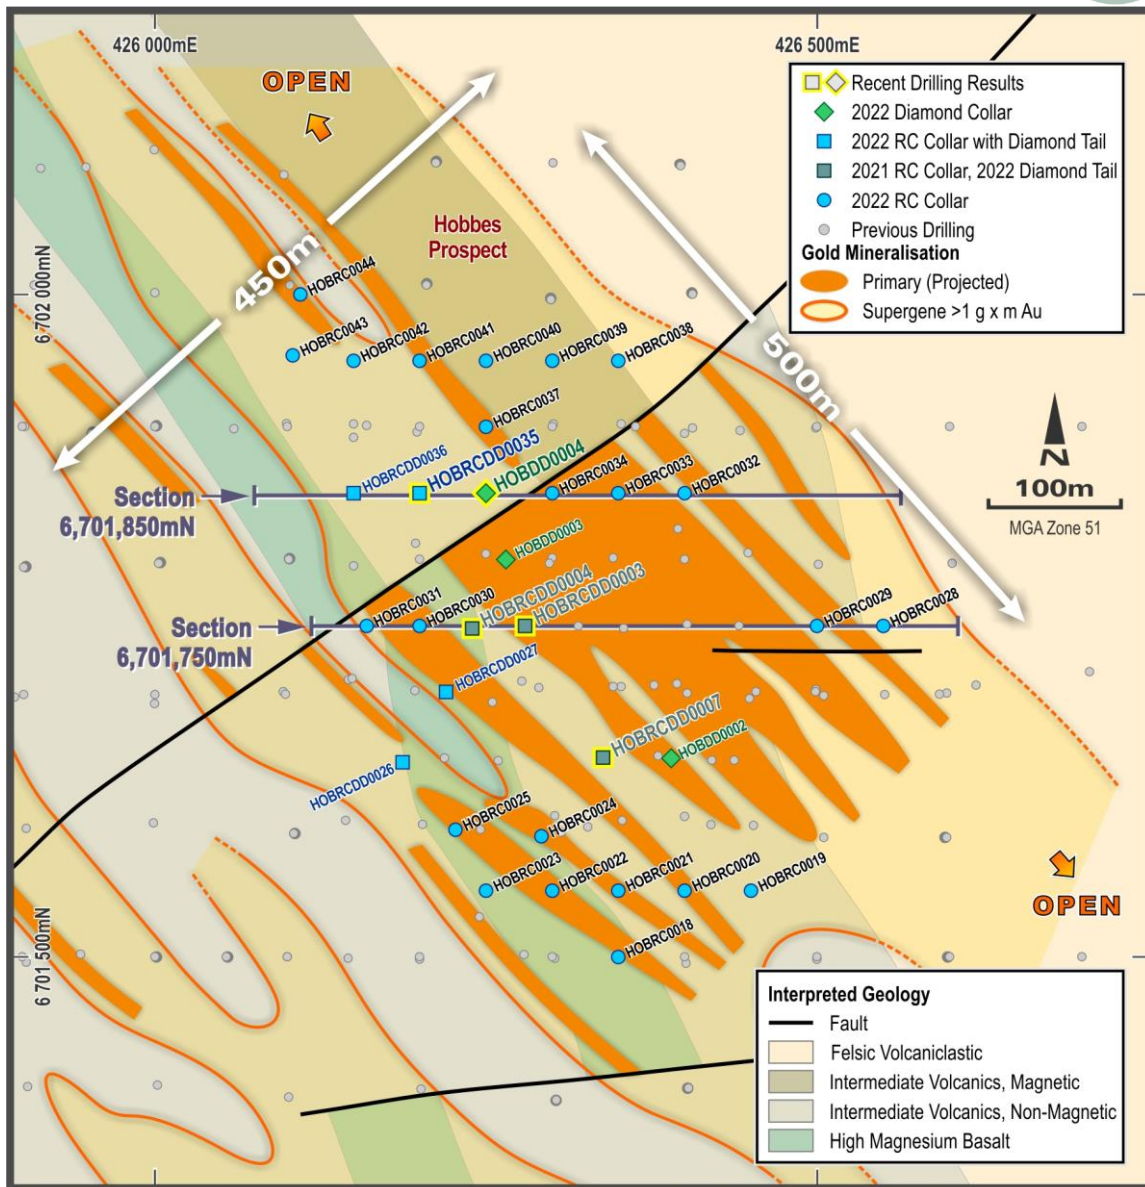 426 000mE
426 500mE
OPEN
Recent Drilling Results
2022 Diamond Collar
2022 RC Collar with Diamond Tail
2021 RC Collar, 2022 Diamond Tail
2022 RC Collar
Previous Drilling
Gold Mineralisation
Primary (Projected)
Supergene >1 g x m Au
Hobbes
Prospect
450m
500m
6 702 000mN
HOBRC0044
HOBRC0043
HOBRC0042
HOBRC0041
HOBRC0040
HOBRC0039
HOBRC0038
HOBRC0037
N
100m
MGA Zone 51
HOBRCDD0036
HOBRCDD0035
HOBDD0004
HOBRC0034
HOBRC0033
HOBRC0032
Section
6,701,850mN
HOBDD0003
HOBRC0031
HOBRC0030
HOBRCDD0004
HOBRCDD0003
HOBRC0029
HOBRC0028
Section
6,701,750mN
HOBRCDD0027
HOBRCDD0007
HOBDD0002
HOBRCDD0026
HOBRC0025
HOBRC0024
HOBRC0023
HOBRC0022
HOBRC0021
HOBRC0020
HOBRC0019
OPEN
HOBRC0018
6 701 500mN
Interpreted Geology
Fault
Felsic Volcaniclastic
Intermediate Volcanics, Magnetic
Intermediate Volcanics, Non-Magnetic
High Magnesium Basalt